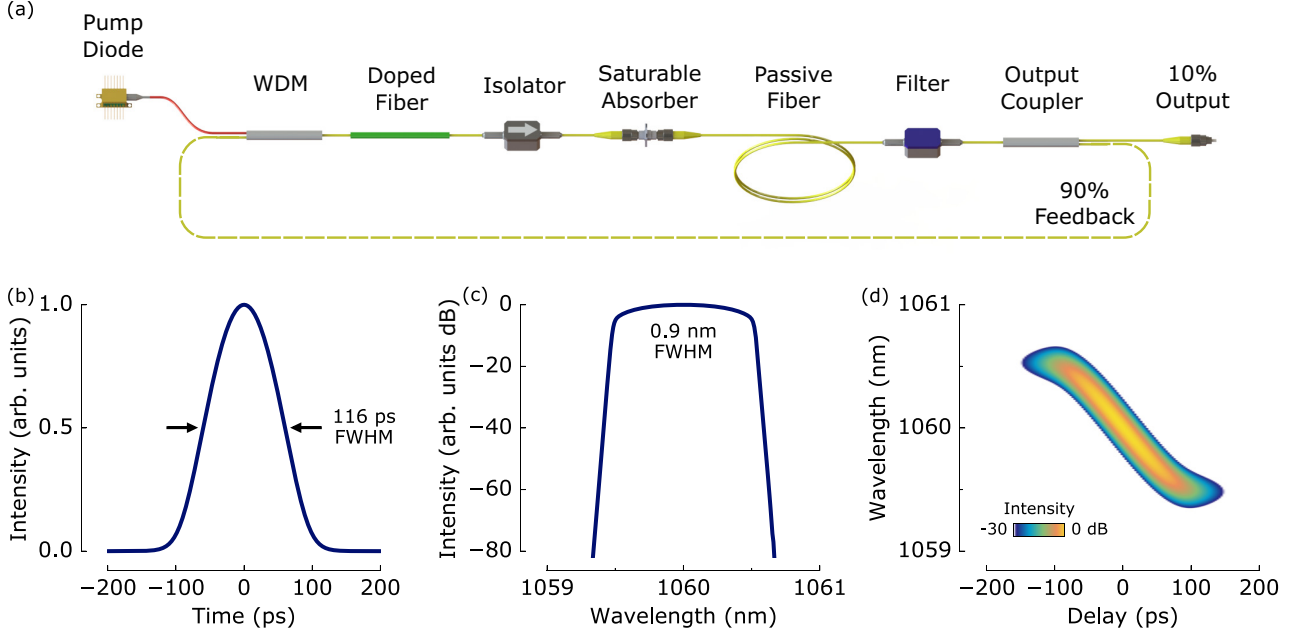 (a)
Pump
Diode
WDM
Doped
Fiber
Isolator
Saturable
Absorber
Passive
Fiber
Filter
Output
Coupler
10%
Output
90%
Feedback
(b)
Intensity (arb. units)
1.0
0.5
0.0
116 ps
FWHM
−200 −100 0 100 200
Time (ps)
(c)
Intensity (arb. units dB)
0
−20
−40
−60
−80
0.9 nm
FWHM
1059 1060 1061
Wavelength (nm)
(d)
Wavelength (nm)
1061
1060
1059
Intensity
-30 0 dB
−200 −100 0 100 200
Delay (ps)